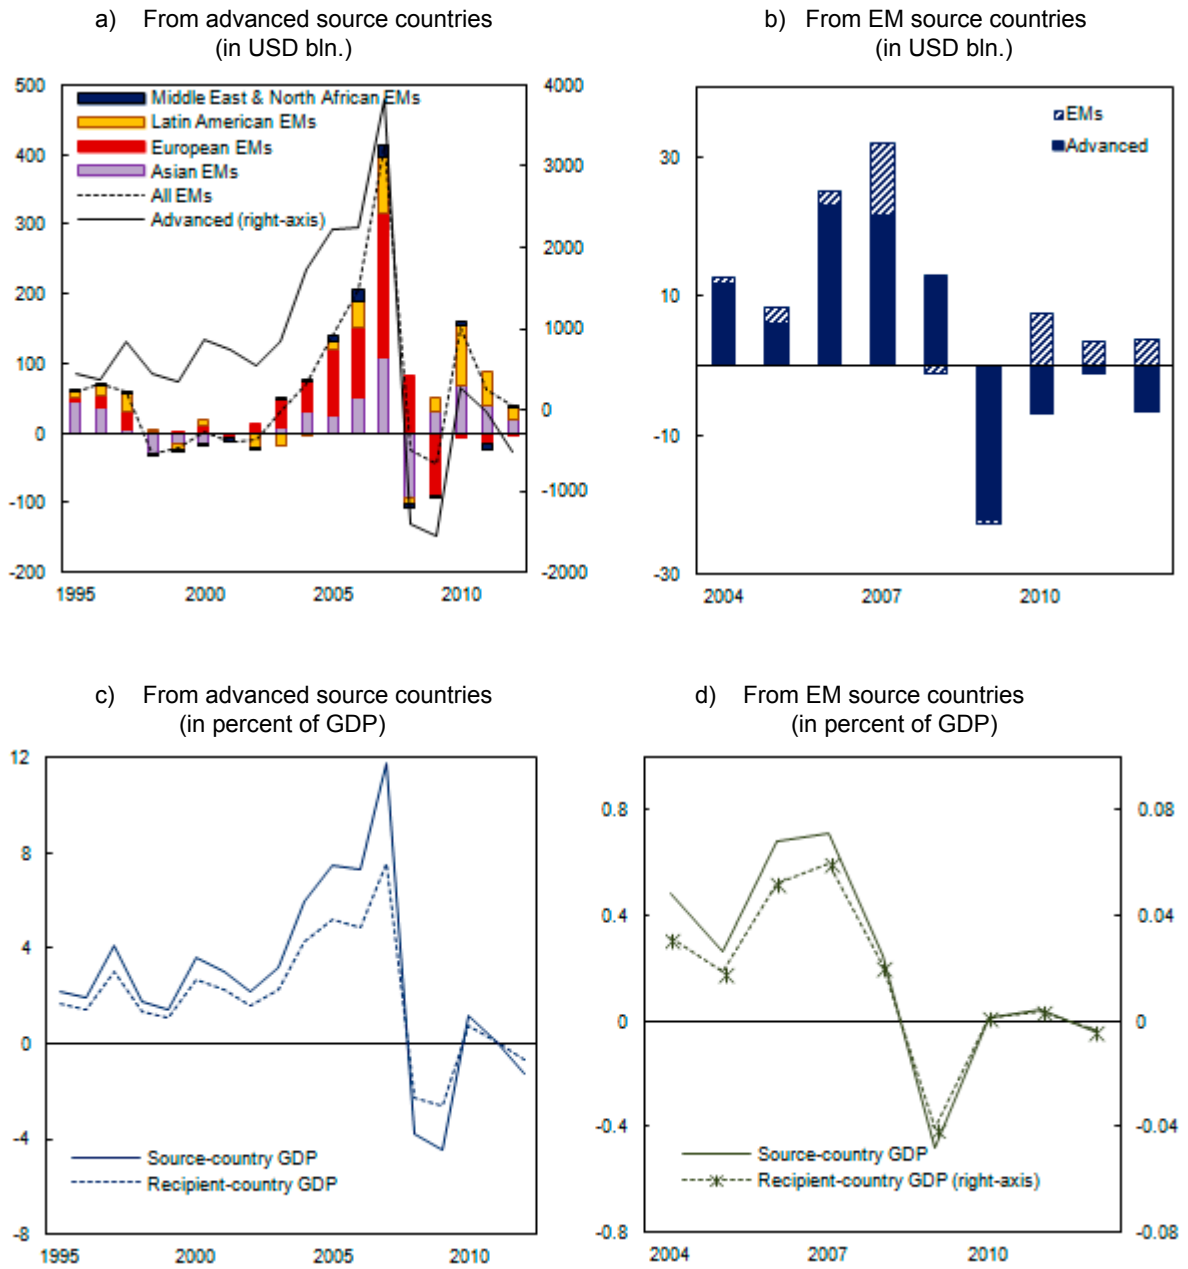 a) From advanced source countries
(in USD bln.)
b) From EM source countries
(in USD bln.)
500
400
300
200
100
0
-100
-200
4000
3000
2000
1000
0
-1000
-2000
Middle East & North African EMs
Latin American EMs
European EMs
Asian EMs
All EMs
Advanced (right-axis)
1995 2000 2005 2010
30
10
-10
-30
EMs
Advanced
2004 2007 2010
c) From advanced source countries
(in percent of GDP)
d) From EM source countries
(in percent of GDP)
12
8
4
0
-4
-8
Source-country GDP
Recipient-country GDP
1995 2000 2005 2010
0.8
0.4
0
-0.4
-0.8
0.08
0.04
0
-0.04
-0.08
Source-country GDP
Recipient-country GDP (right-axis)
2004 2007 2010